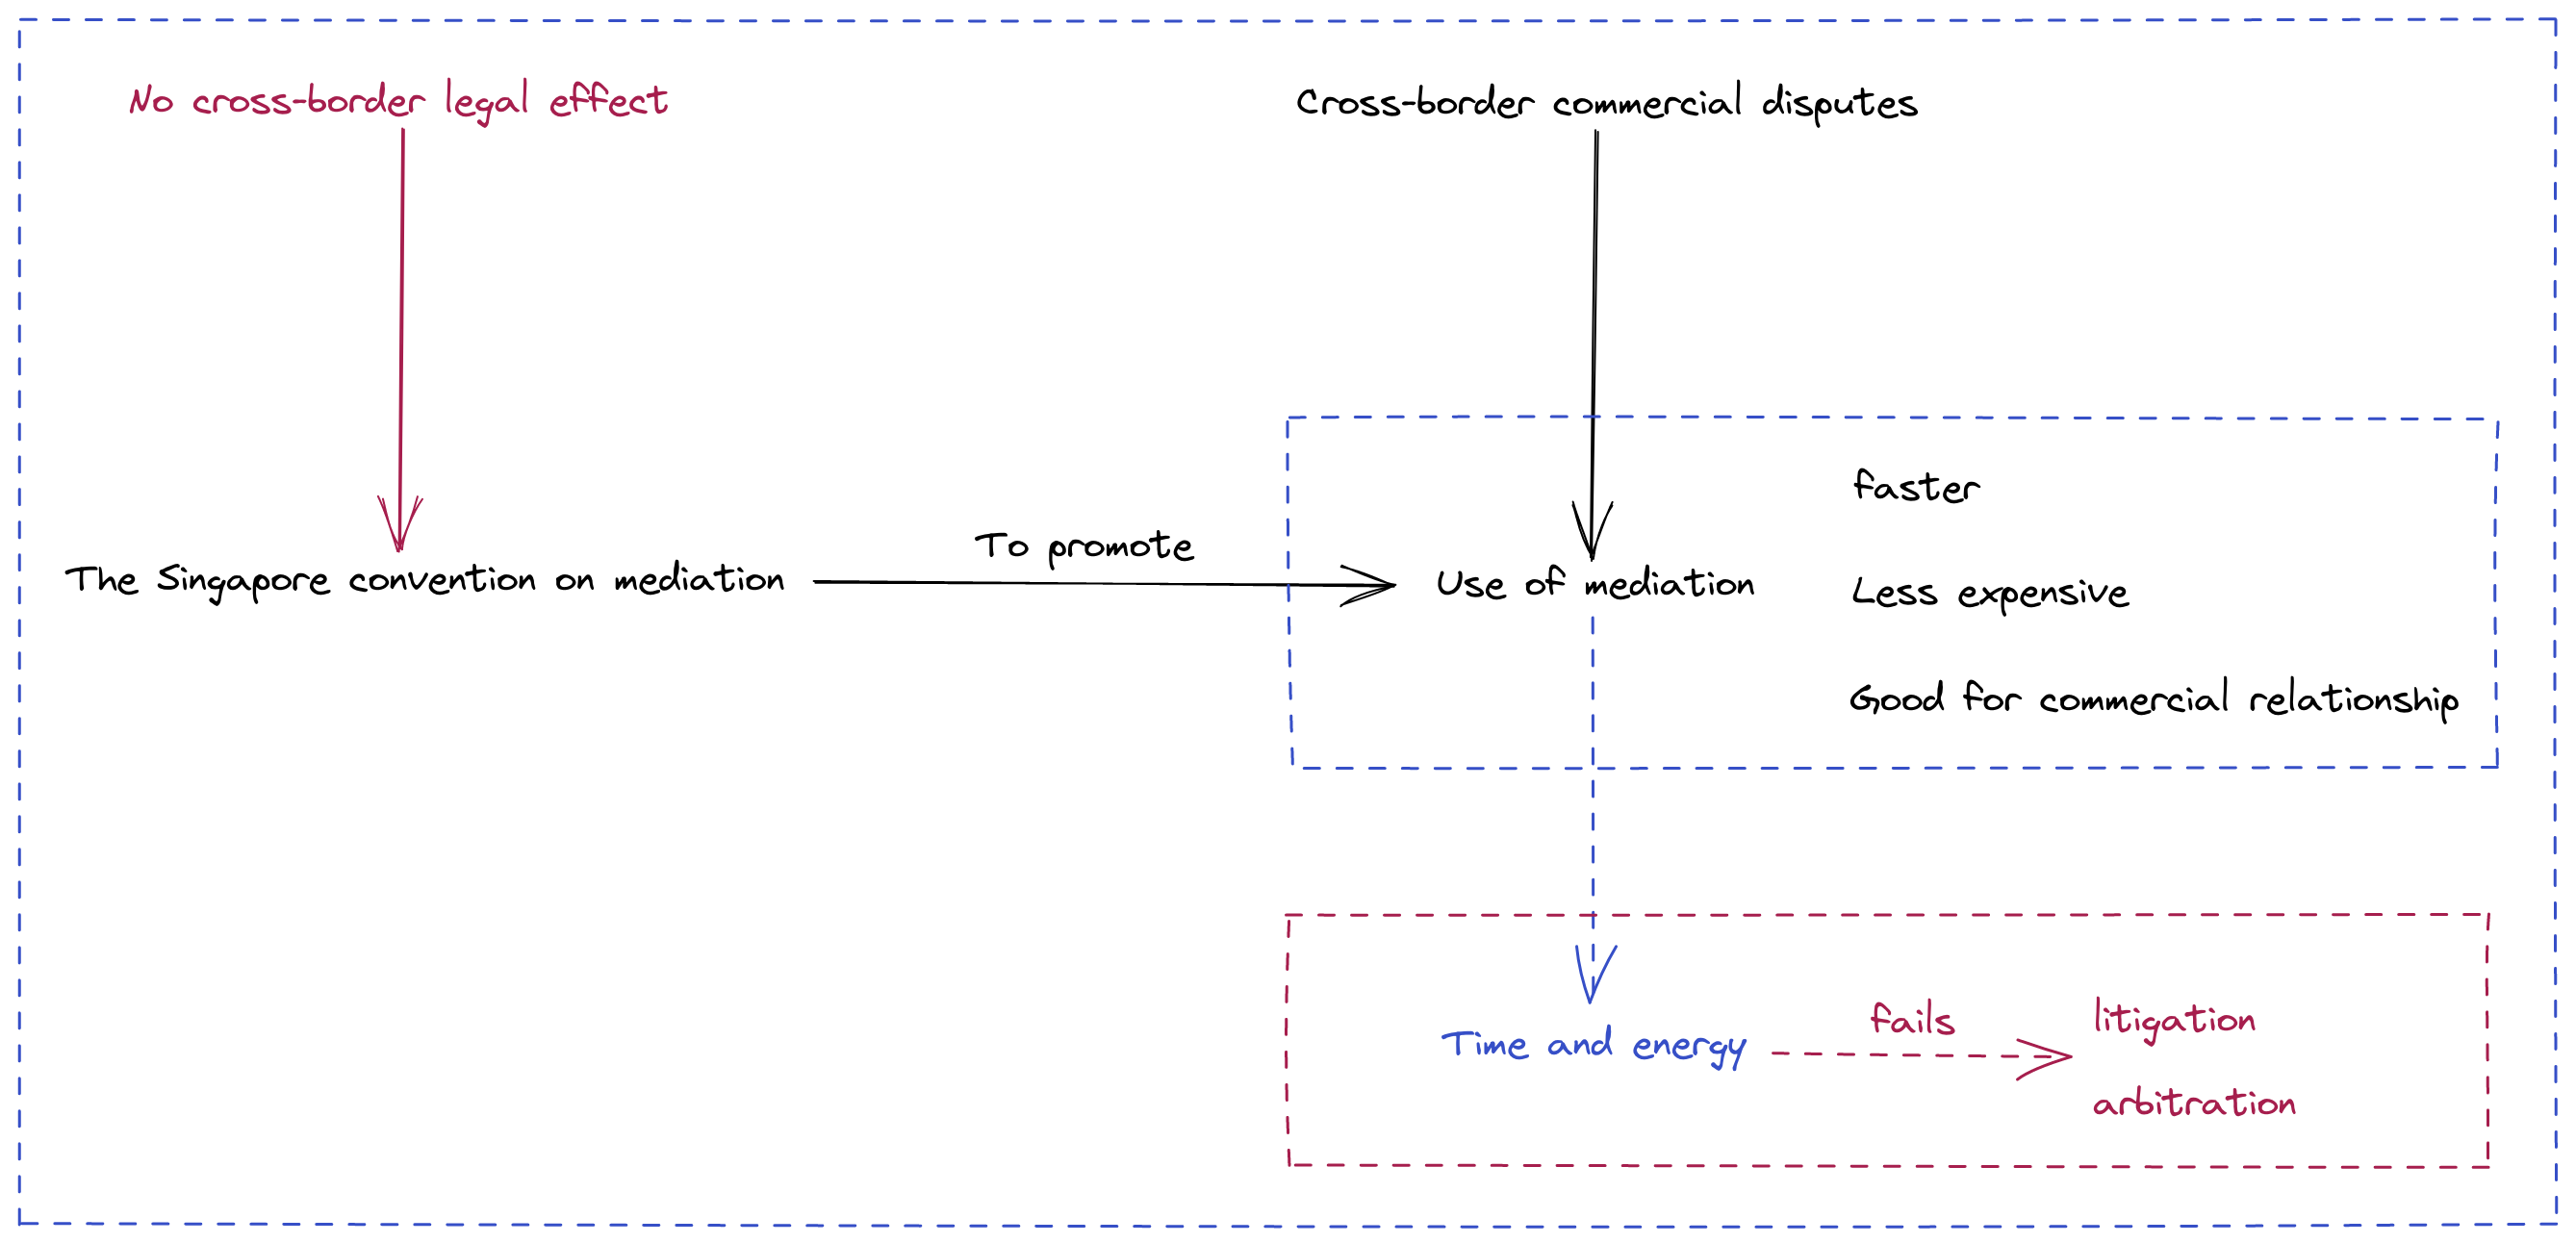 No cross-border legal effect
Cross-border commercial disputes
faster
To promote
The Singapore convention on mediation
Use of mediation
Less expensive
Good for commercial relationship
fails
litigation
Time and energy
arbitration